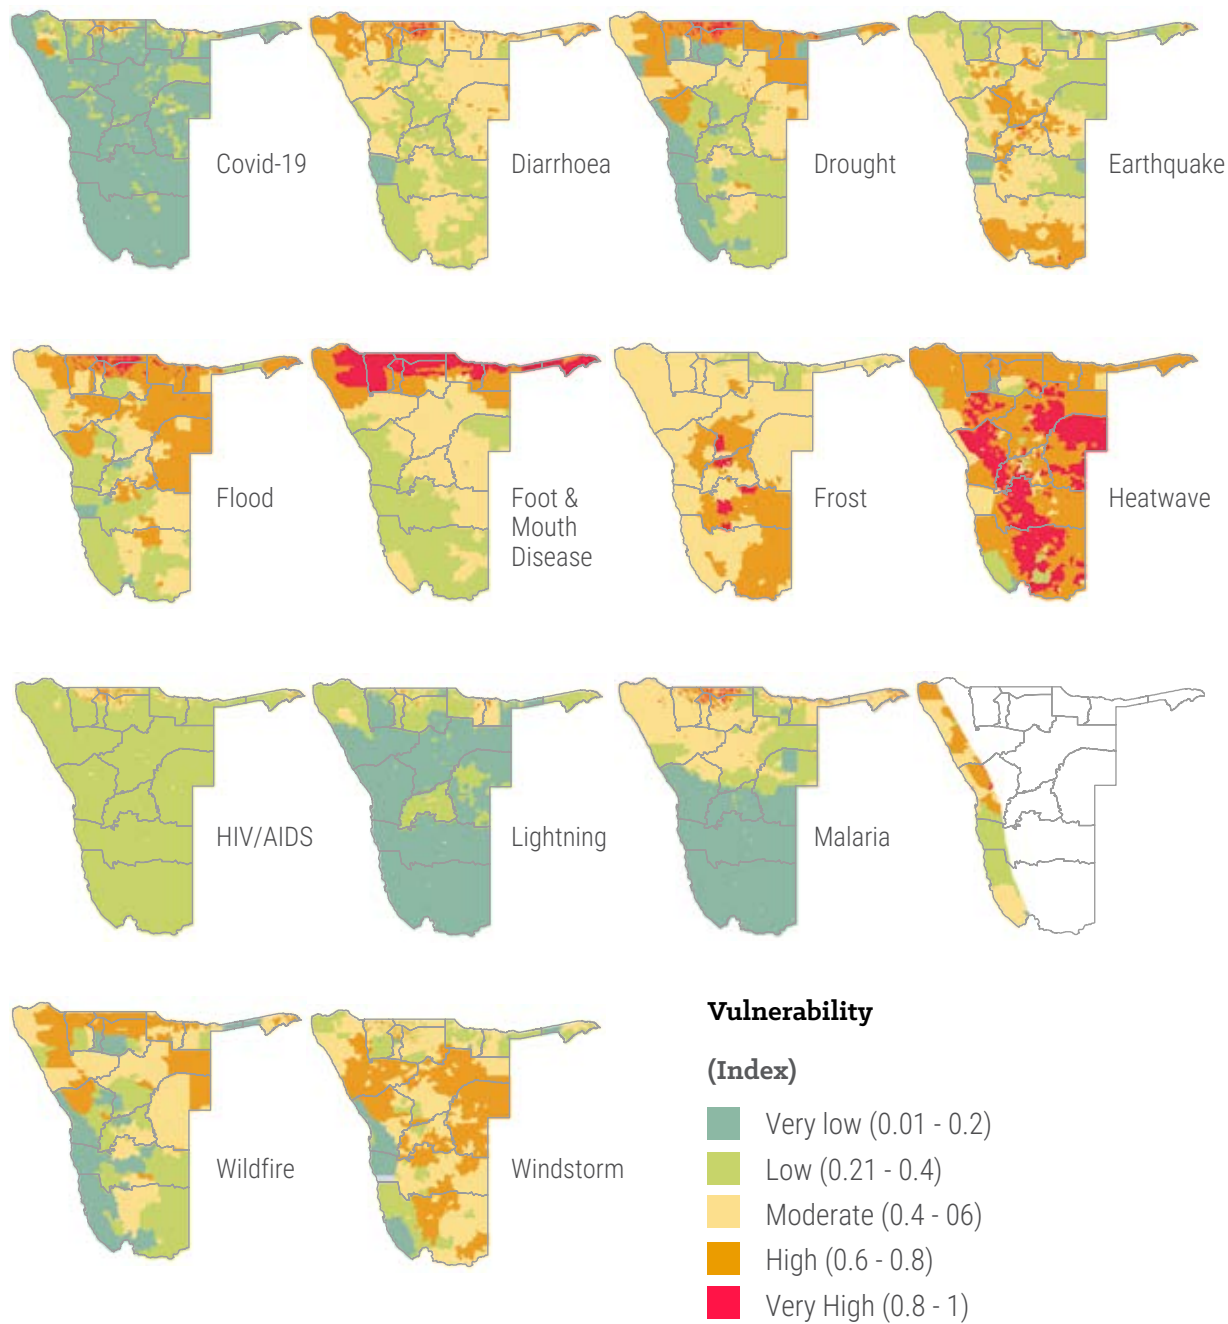 Covid-19
Diarrhoea
Drought
Earthquake
Flood
Foot &
Mouth
Disease
Frost
Heatwave
HIV/AIDS
Lightning
Malaria
Wildfire
Windstorm
Vulnerability
(Index)
Very low (0.01 - 0.2)
Low (0.21 - 0.4)
Moderate (0.4 - 06)
High (0.6 - 0.8)
Very High (0.8 - 1)